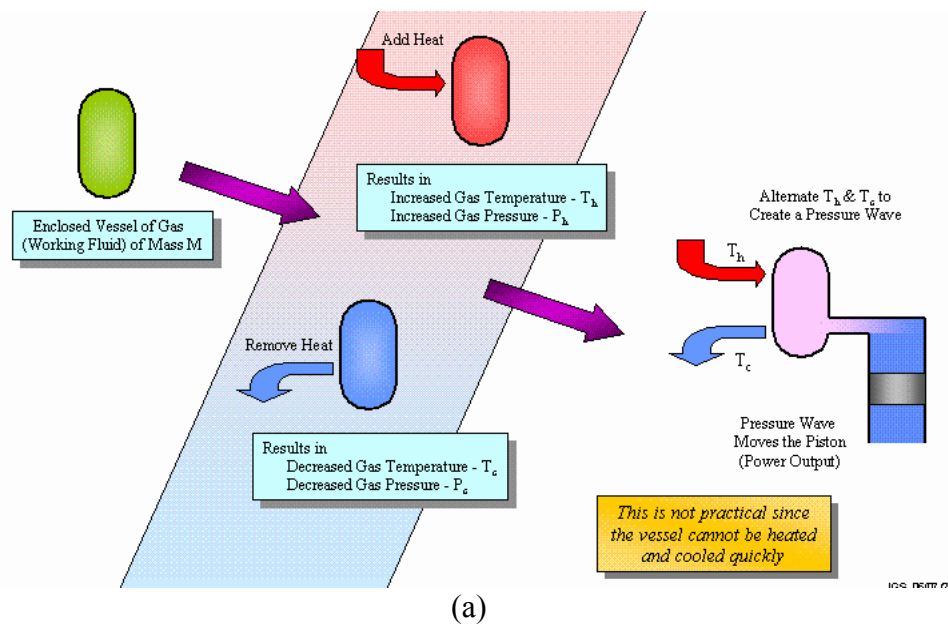 Add Heat
Enclosed Vessel of Gas
(Working Fluid) of Mass M
Results in
Increased Gas Temperature - Th
Increased Gas Pressure - Ph
Alternate Th & Tc to
Create a Pressure Wave
Th
Tc
Remove Heat
Results in
Decreased Gas Temperature - Tc
Decreased Gas Pressure - Pc
Pressure Wave
Moves the Piston
(Power Output)
This is not practical since
the vessel cannot be heated
and cooled quickly
(a)